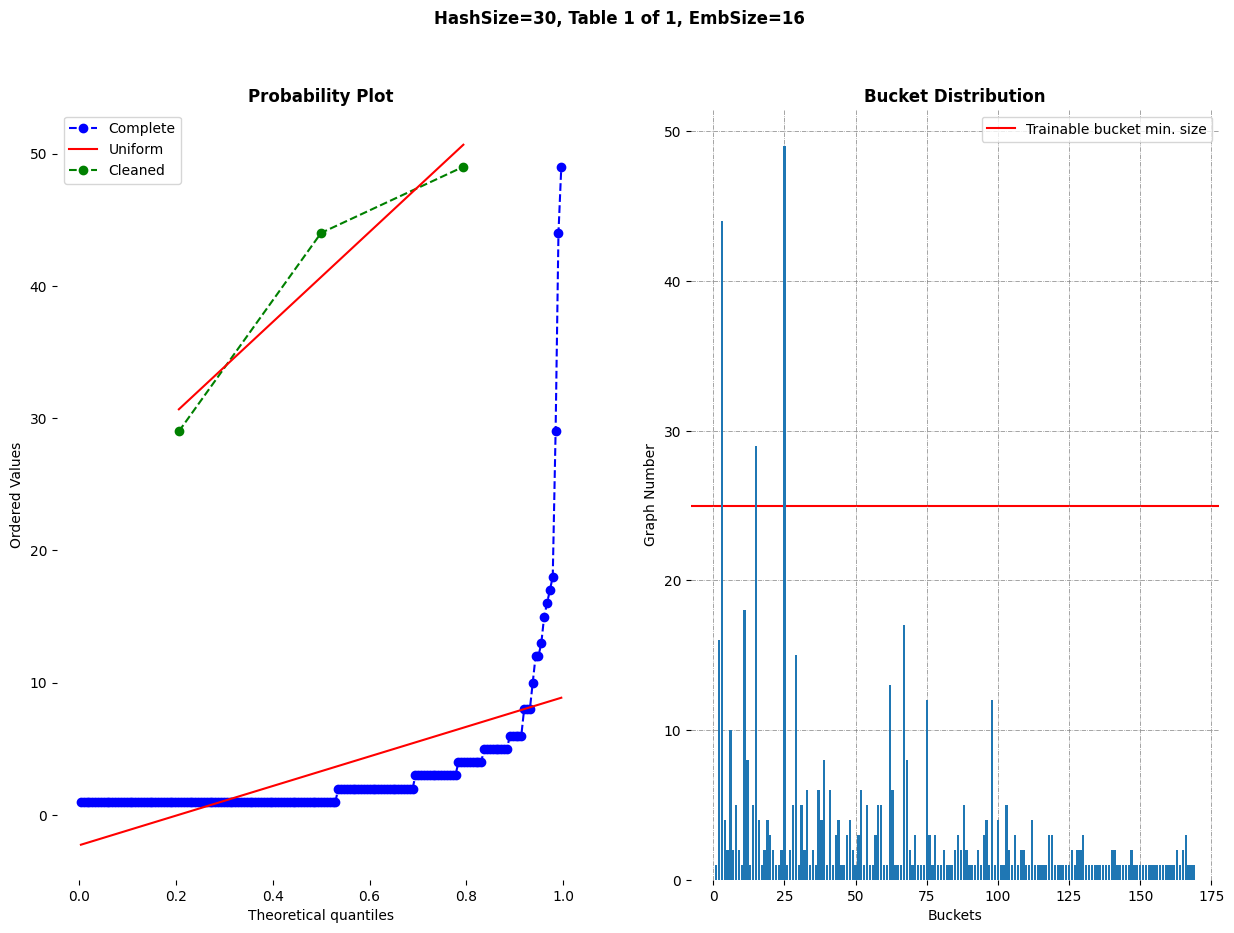 HashSize=30, Table 1 of 1, EmbSize=16
Probability Plot
Complete
Uniform
Cleaned
50
40
30
20
10
0
Ordered Values
0.0 0.2 0.4 0.6 0.8 1.0
Theoretical quantiles
Bucket Distribution
Trainable bucket min. size
50
40
30
20
10
0
Graph Number
0 25 50 75 100 125 150 175
Buckets